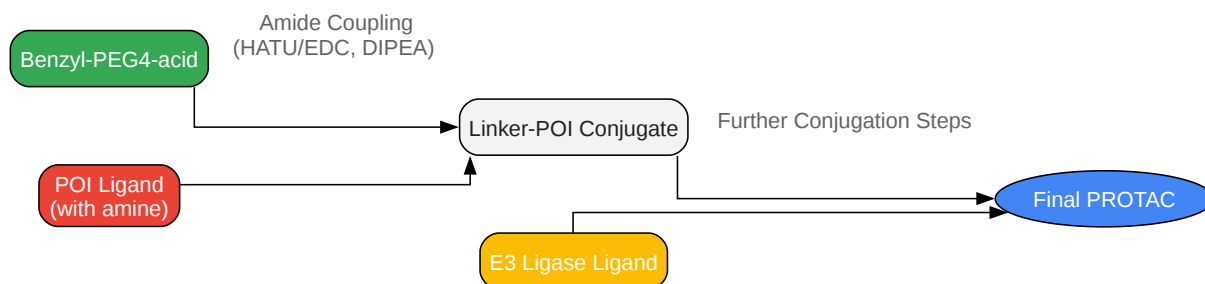 Amide Coupling
(HATU/EDC, DIPEA)
Benzyl-PEG4-acid
Linker-POI Conjugate
Further Conjugation Steps
POI Ligand
(with amine)
Final PROTAC
E3 Ligase Ligand